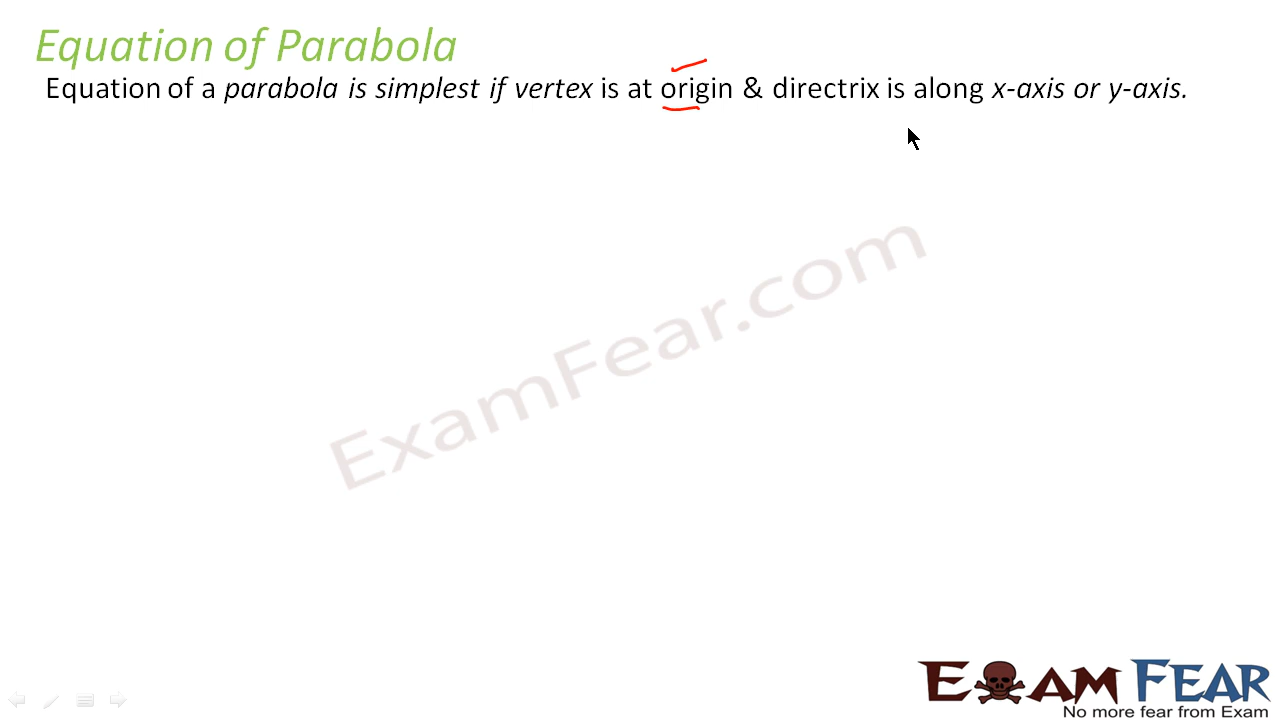 Equation of Parabola
Equation of a parabola is simplest if vertex is at origin & directrix is along x-axis or y-axis.
ExamFear.com
EXAM FEAR
No more fear from Exam